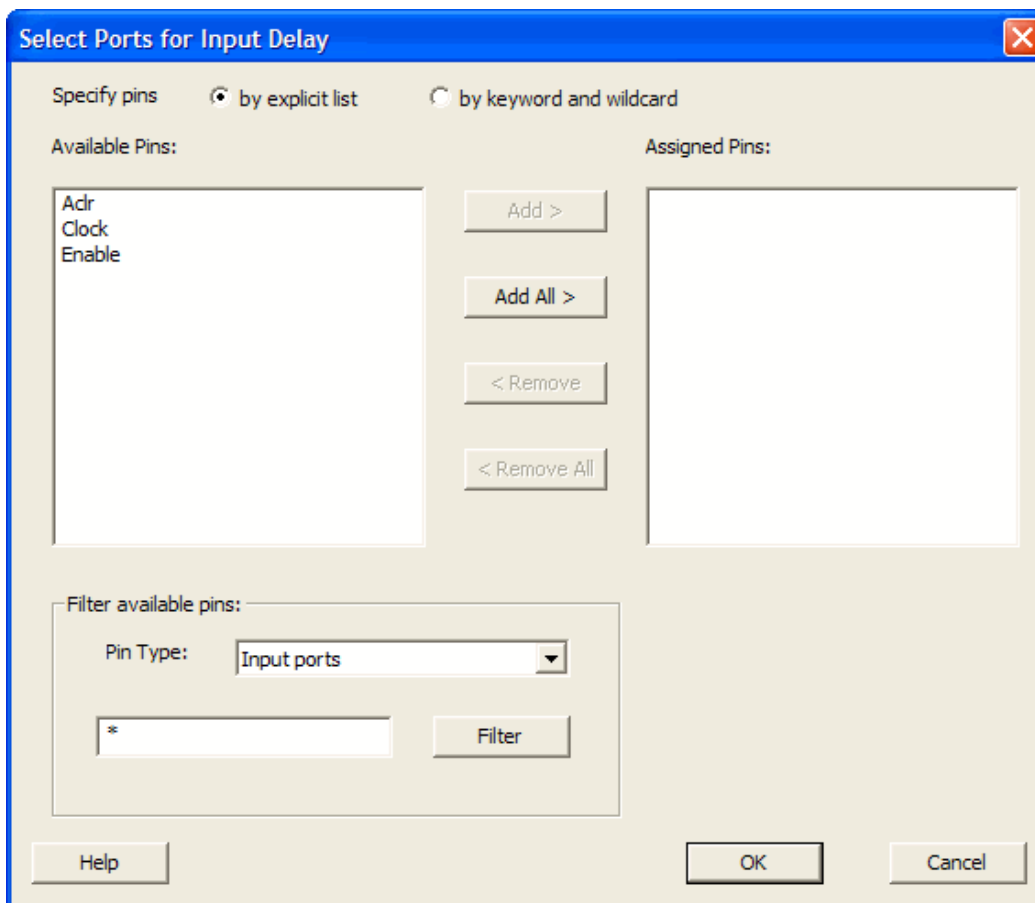 Select Ports for Input Delay
Specify pins by explicit list by keyword and wildcard
Available Pins: Assigned Pins:
Aclr
Clock
Enable
Add >
Add All >
< Remove
< Remove All
Filter available pins:
Pin Type: Input ports
* Filter
Help OK Cancel